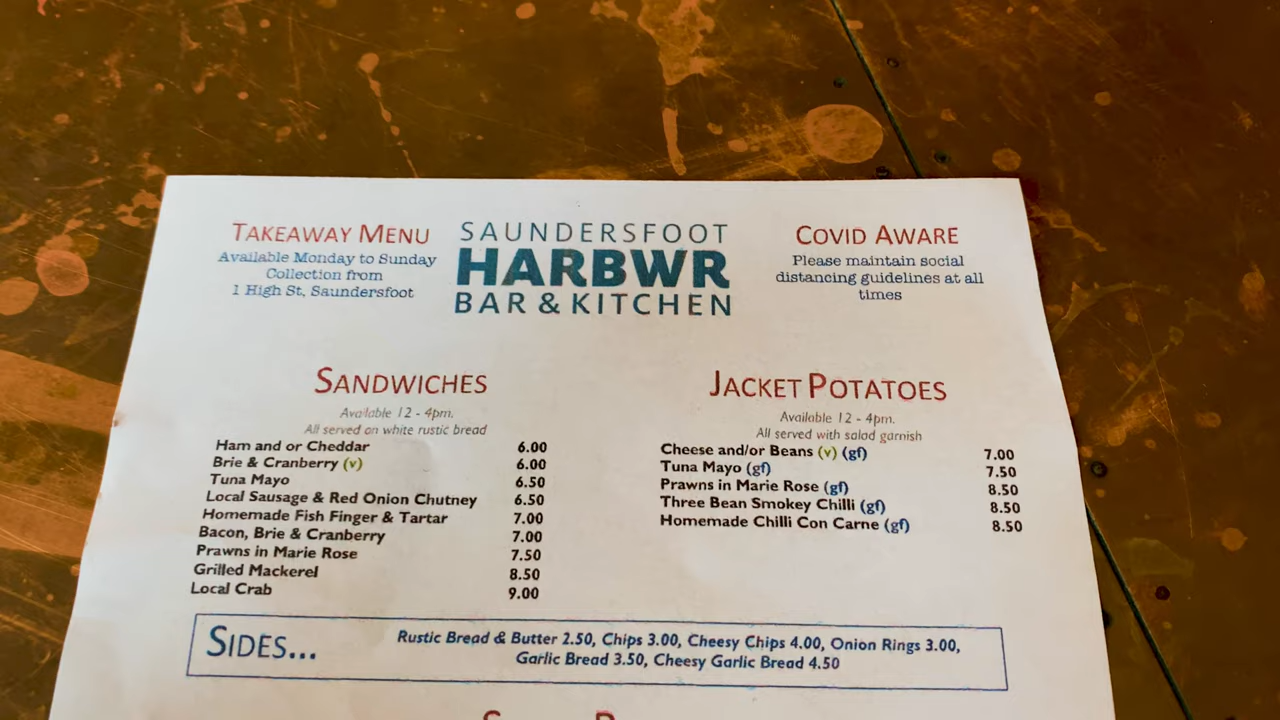 TAKEAWAY MENU
Available Monday to Sunday
Collection from
1 High St, Saundersfoot
SAUNDERSFOOT
HARBWR
BAR & KITCHEN
COVID AWARE
Please maintain social
distancing guidelines at all
times
SANDWICHES
Available 12 - 4pm.
All served on white rustic bread
Ham and or Cheddar 6.00
Brie & Cranberry (v) 6.00
Tuna Mayo 6.50
Local Sausage & Red Onion Chutney 6.50
Homemade Fish Finger & Tartar 7.00
Bacon, Brie & Cranberry 7.00
Prawns in Marie Rose 7.50
Grilled Mackerel 8.50
Local Crab 9.00
JACKET POTATOES
Available 12 - 4pm.
All served with salad garnish
Cheese and/or Beans (v) (gf) 7.00
Tuna Mayo (gf) 7.50
Prawns in Marie Rose (gf) 8.50
Three Bean Smokey Chilli (gf) 8.50
Homemade Chilli Con Carne (gf) 8.50
SIDES...
Rustic Bread & Butter 2.50, Chips 3.00, Cheesy Chips 4.00, Onion Rings 3.00,
Garlic Bread 3.50, Cheesy Garlic Bread 4.50